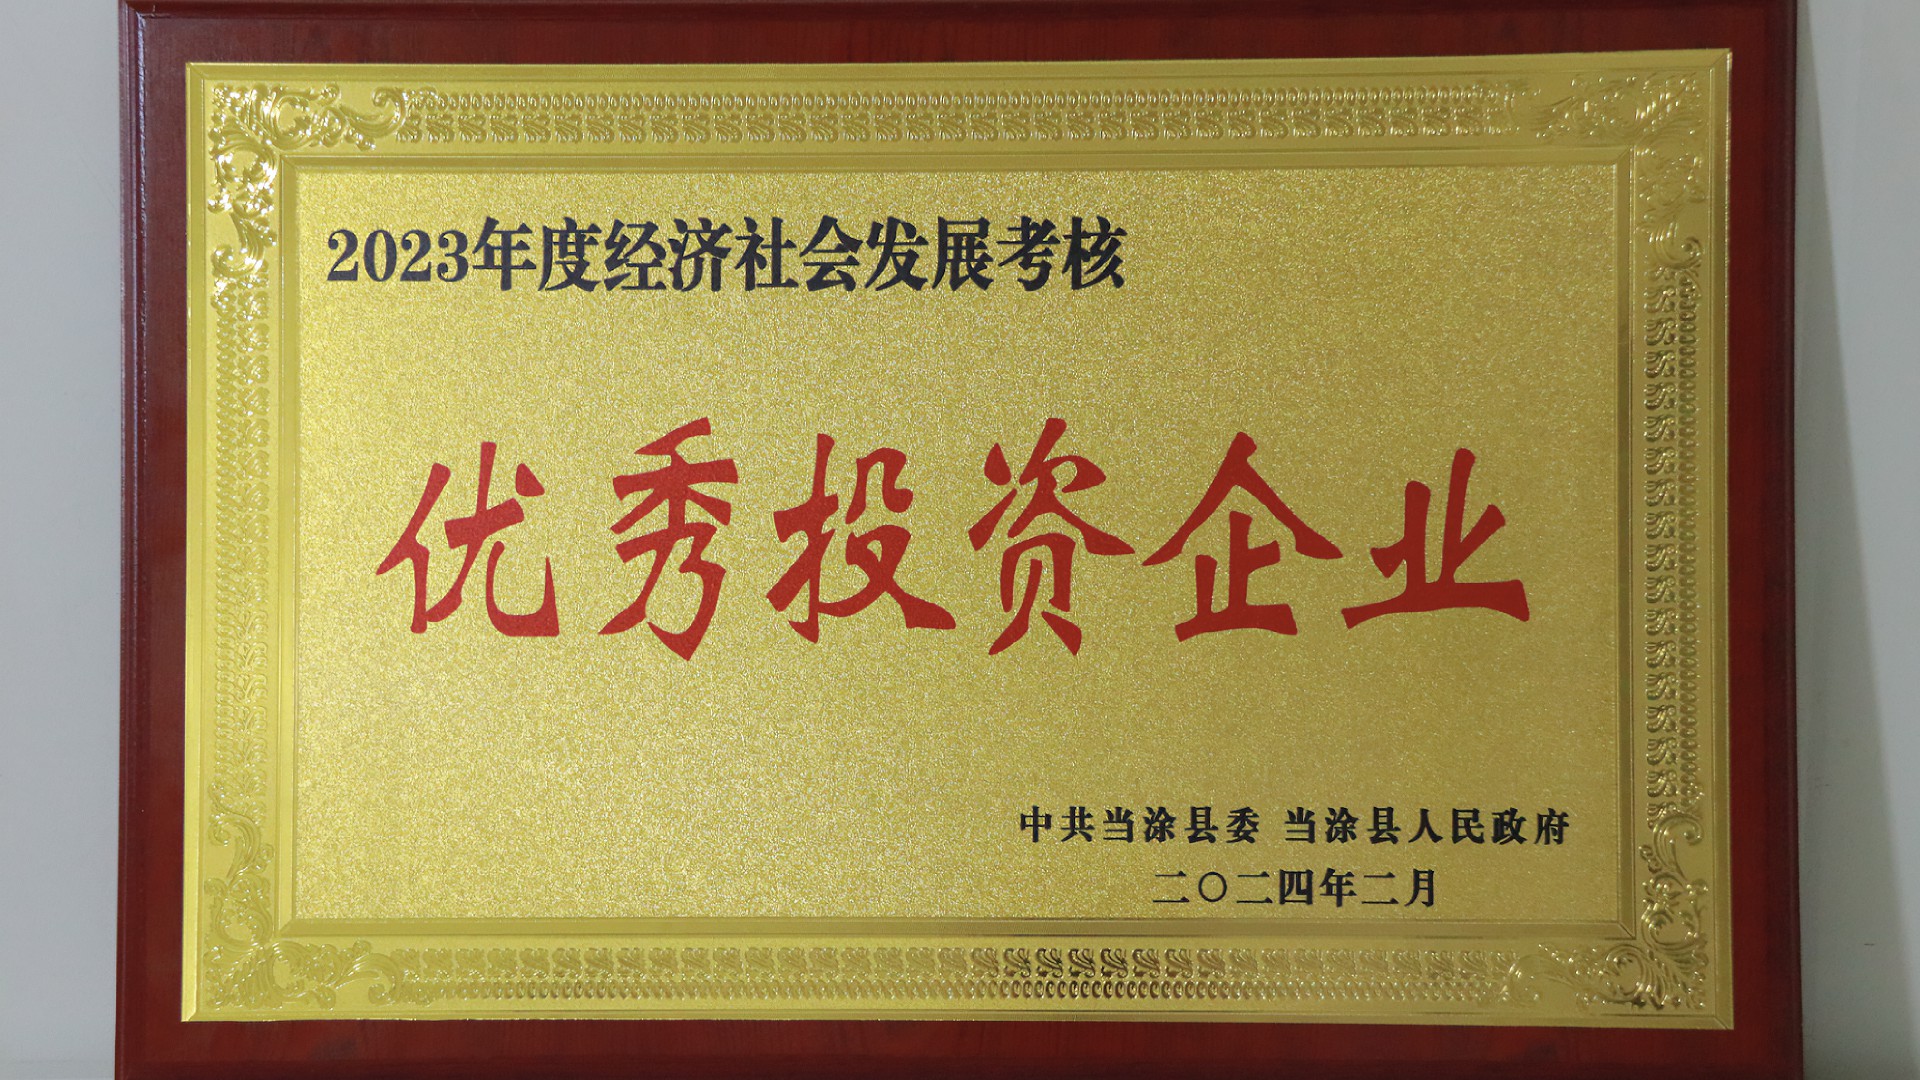 2023年度经济社会发展考核
优秀投资企业
中共当涂县委 当涂县人民政府
二〇二四年二月